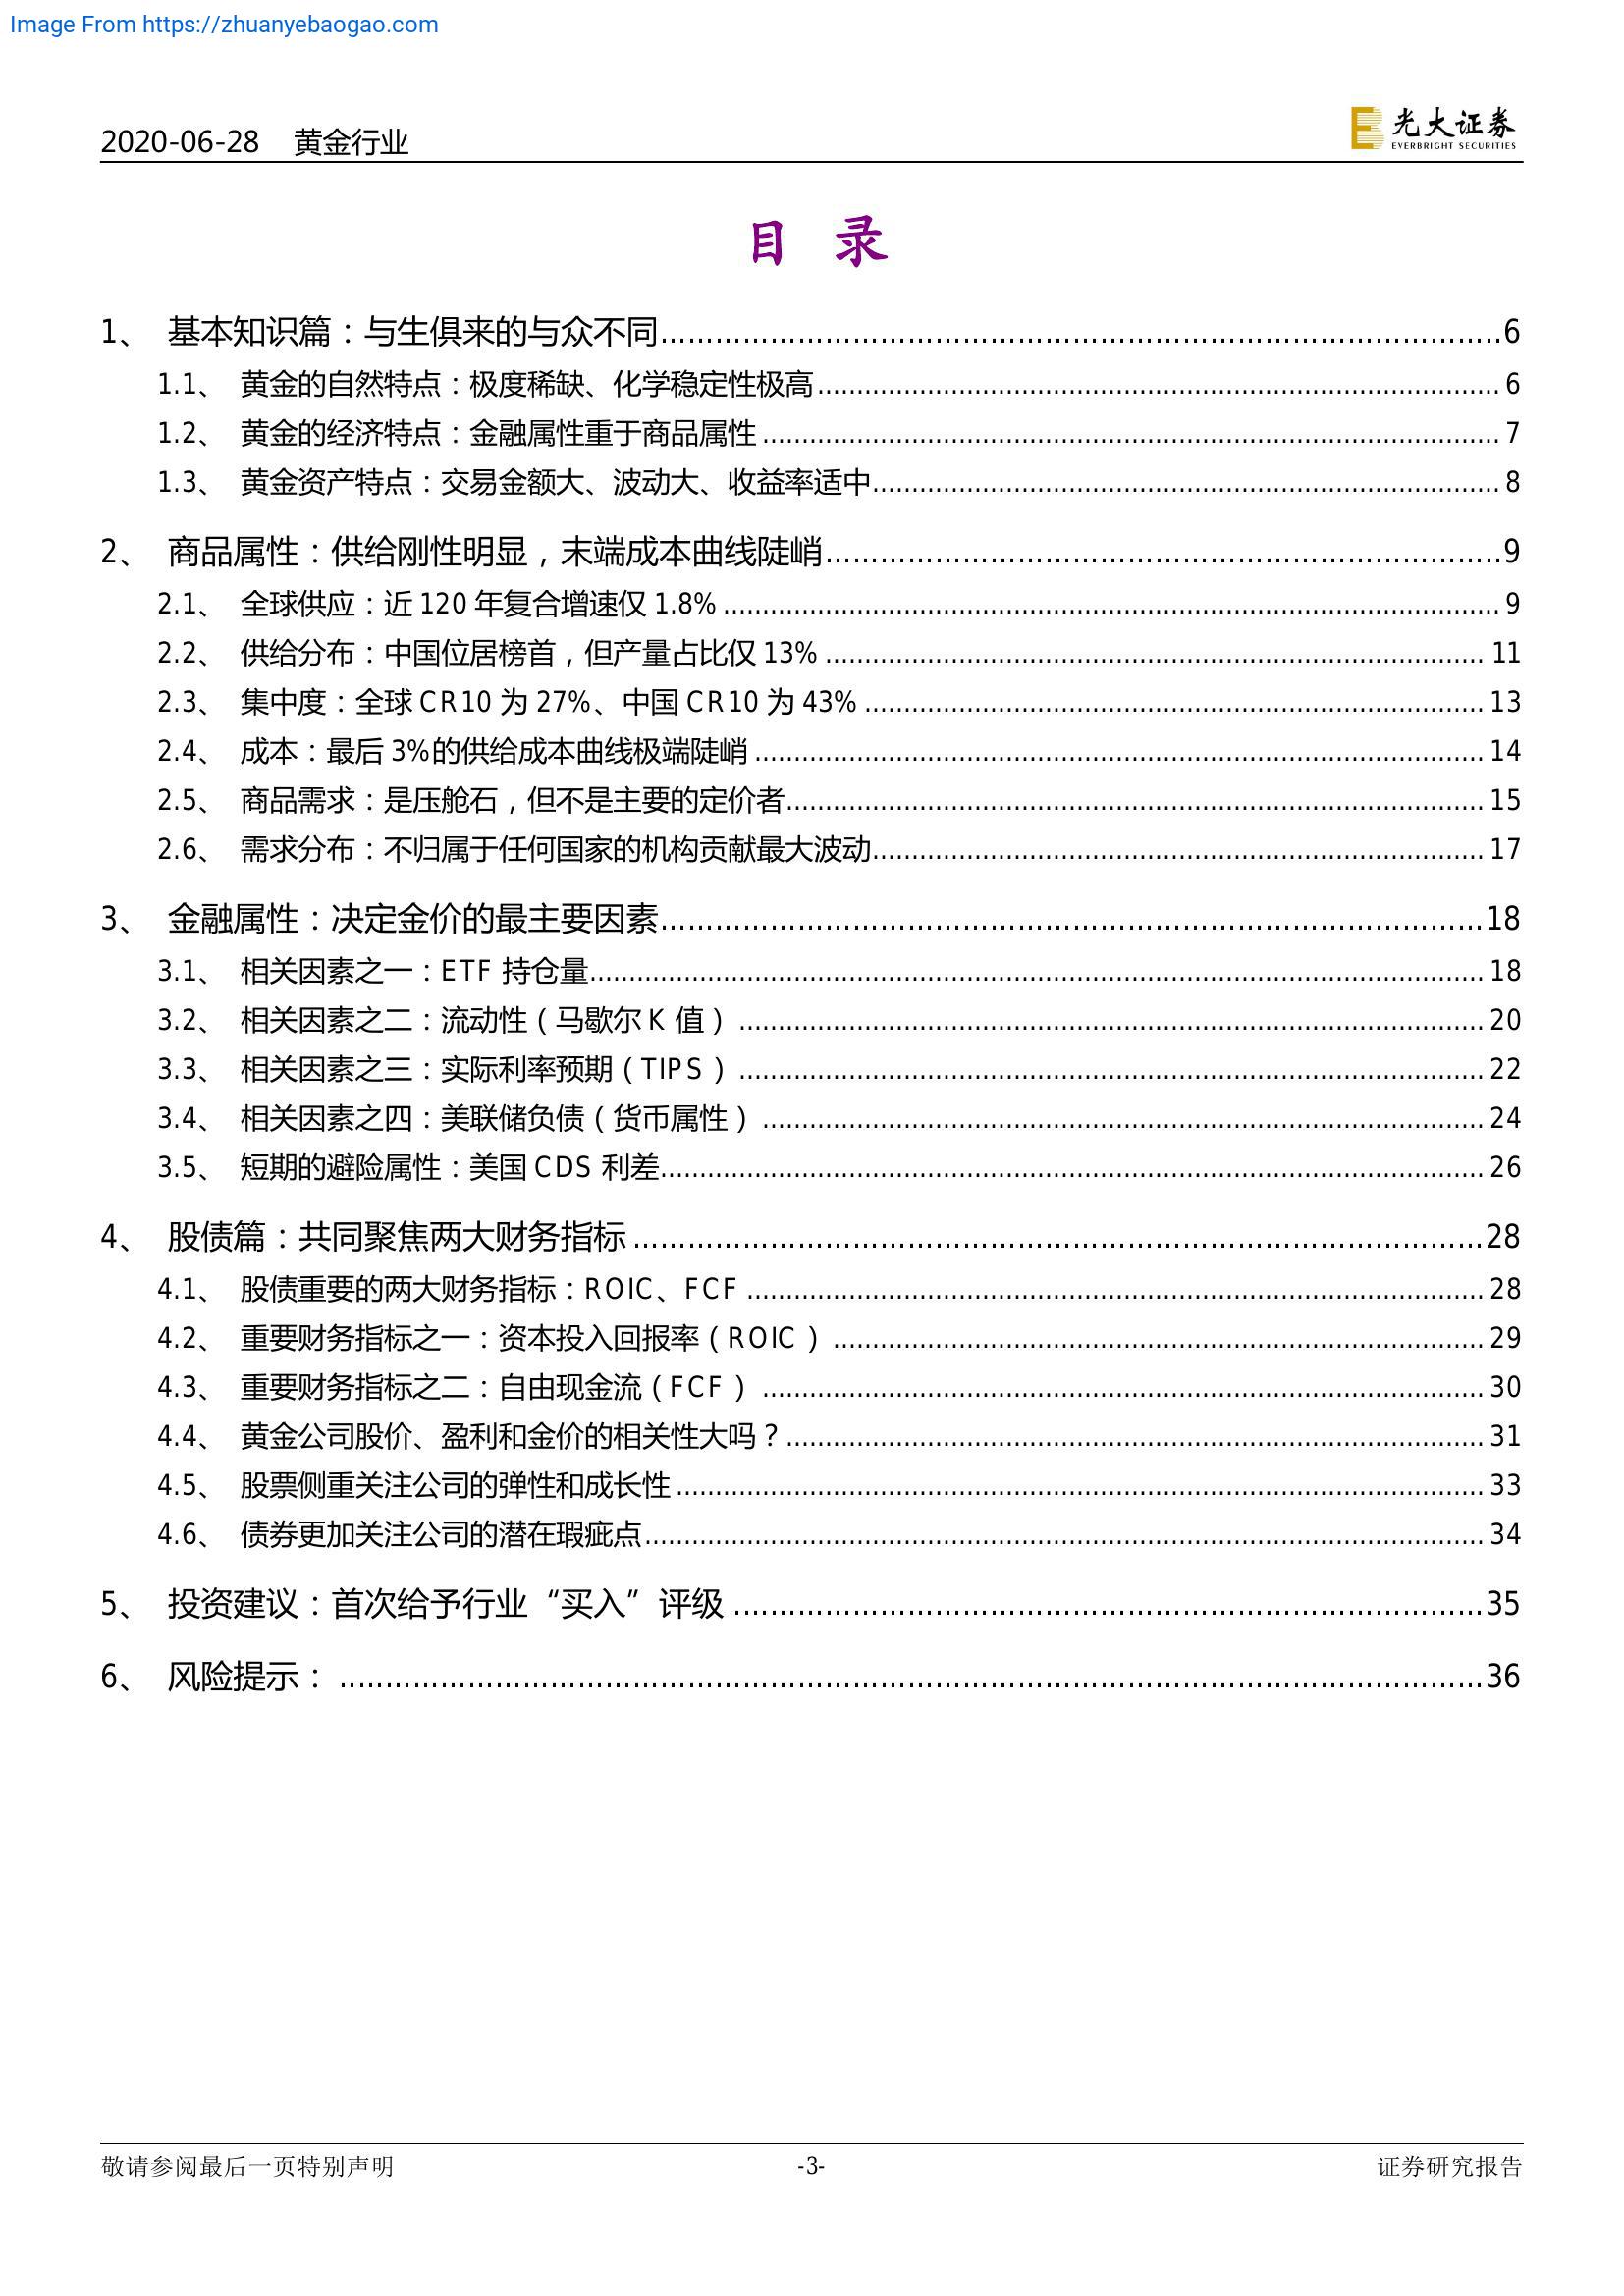 Image From https://zhuanyebaogao.com
2020-06-28 黄金行业
光大证券
EVERBRIGHT SECURITIES
目 录
1、 基本知识篇：与生俱来的与众不同 6
1.1、 黄金的自然特点：极度稀缺、化学稳定性极高 6
1.2、 黄金的经济特点：金融属性重于商品属性 7
1.3、 黄金资产特点：交易金额大、波动大、收益率适中 8
2、 商品属性：供给刚性明显，末端成本曲线陡峭 9
2.1、 全球供应：近 120 年复合增速仅 1.8% 9
2.2、 供给分布：中国位居榜首，但产量占比仅 13% 11
2.3、 集中度：全球 CR10 为 27%、中国 CR10 为 43% 13
2.4、 成本：最后 3%的供给成本曲线极端陡峭 14
2.5、 商品需求：是压舱石，但不是主要的定价者 15
2.6、 需求分布：不归属于任何国家的机构贡献最大波动 17
3、 金融属性：决定金价的最主要因素 18
3.1、 相关因素之一：ETF 持仓量 18
3.2、 相关因素之二：流动性（马歇尔 K 值） 20
3.3、 相关因素之三：实际利率预期（TIPS） 22
3.4、 相关因素之四：美联储负债（货币属性） 24
3.5、 短期的避险属性：美国 CDS 利差 26
4、 股债篇：共同聚焦两大财务指标 28
4.1、 股债重要的两大财务指标：ROIC、FCF 28
4.2、 重要财务指标之一：资本投入回报率（ROIC） 29
4.3、 重要财务指标之二：自由现金流（FCF） 30
4.4、 黄金公司股价、盈利和金价的相关性大吗？ 31
4.5、 股票侧重关注公司的弹性和成长性 33
4.6、 债券更加关注公司的潜在瑕疵点 34
5、 投资建议：首次给予行业“买入”评级 35
6、 风险提示： 36
敬请参阅最后一页特别声明 -3- 证券研究报告